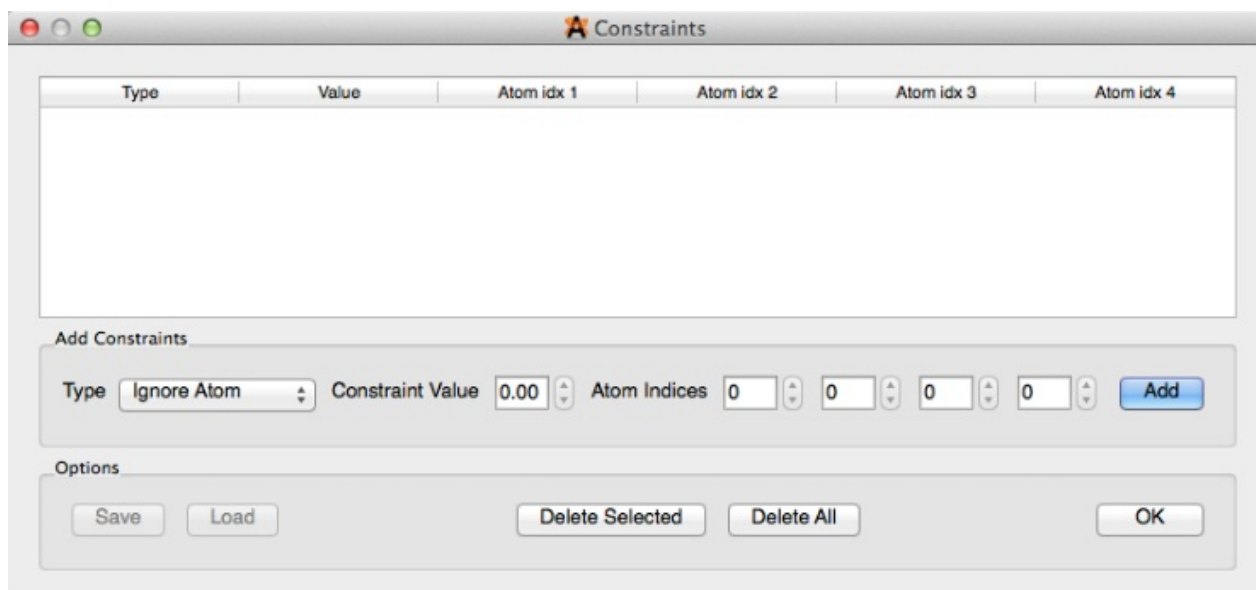 Constraints
Type Value Atom idx 1 Atom idx 2 Atom idx 3 Atom idx 4
Add Constraints
Type Ignore Atom Constraint Value 0.00 Atom Indices 0 0 0 0 Add
Options
Save Load Delete Selected Delete All OK